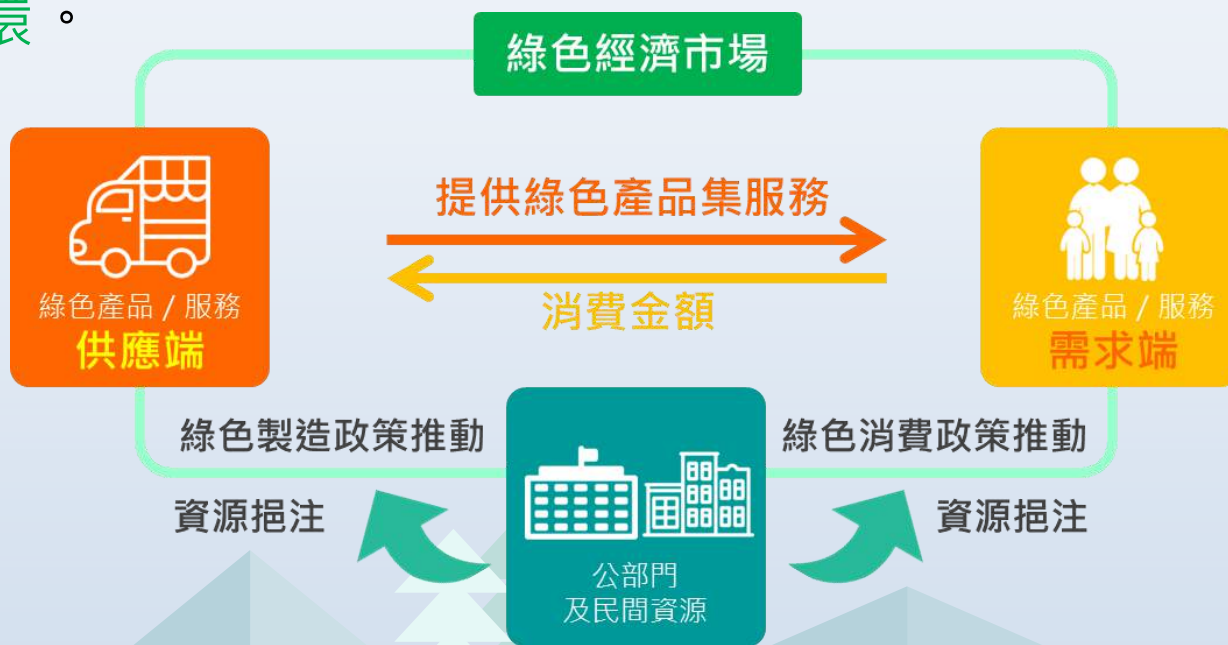 。
綠色經濟市場
提供綠色產品集服務
消費金額
綠色產品 / 服務
供應端
綠色產品 / 服務
需求端
綠色製造政策推動
綠色消費政策推動
資源挹注
資源挹注
公部門
及民間資源